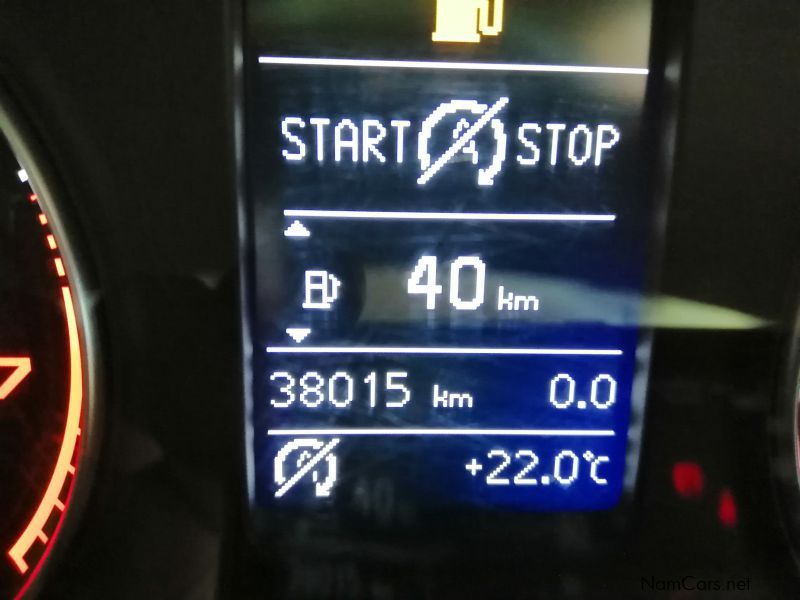 START STOP
40 km
38015 km 0.0
+22.0°C
NamCars.net